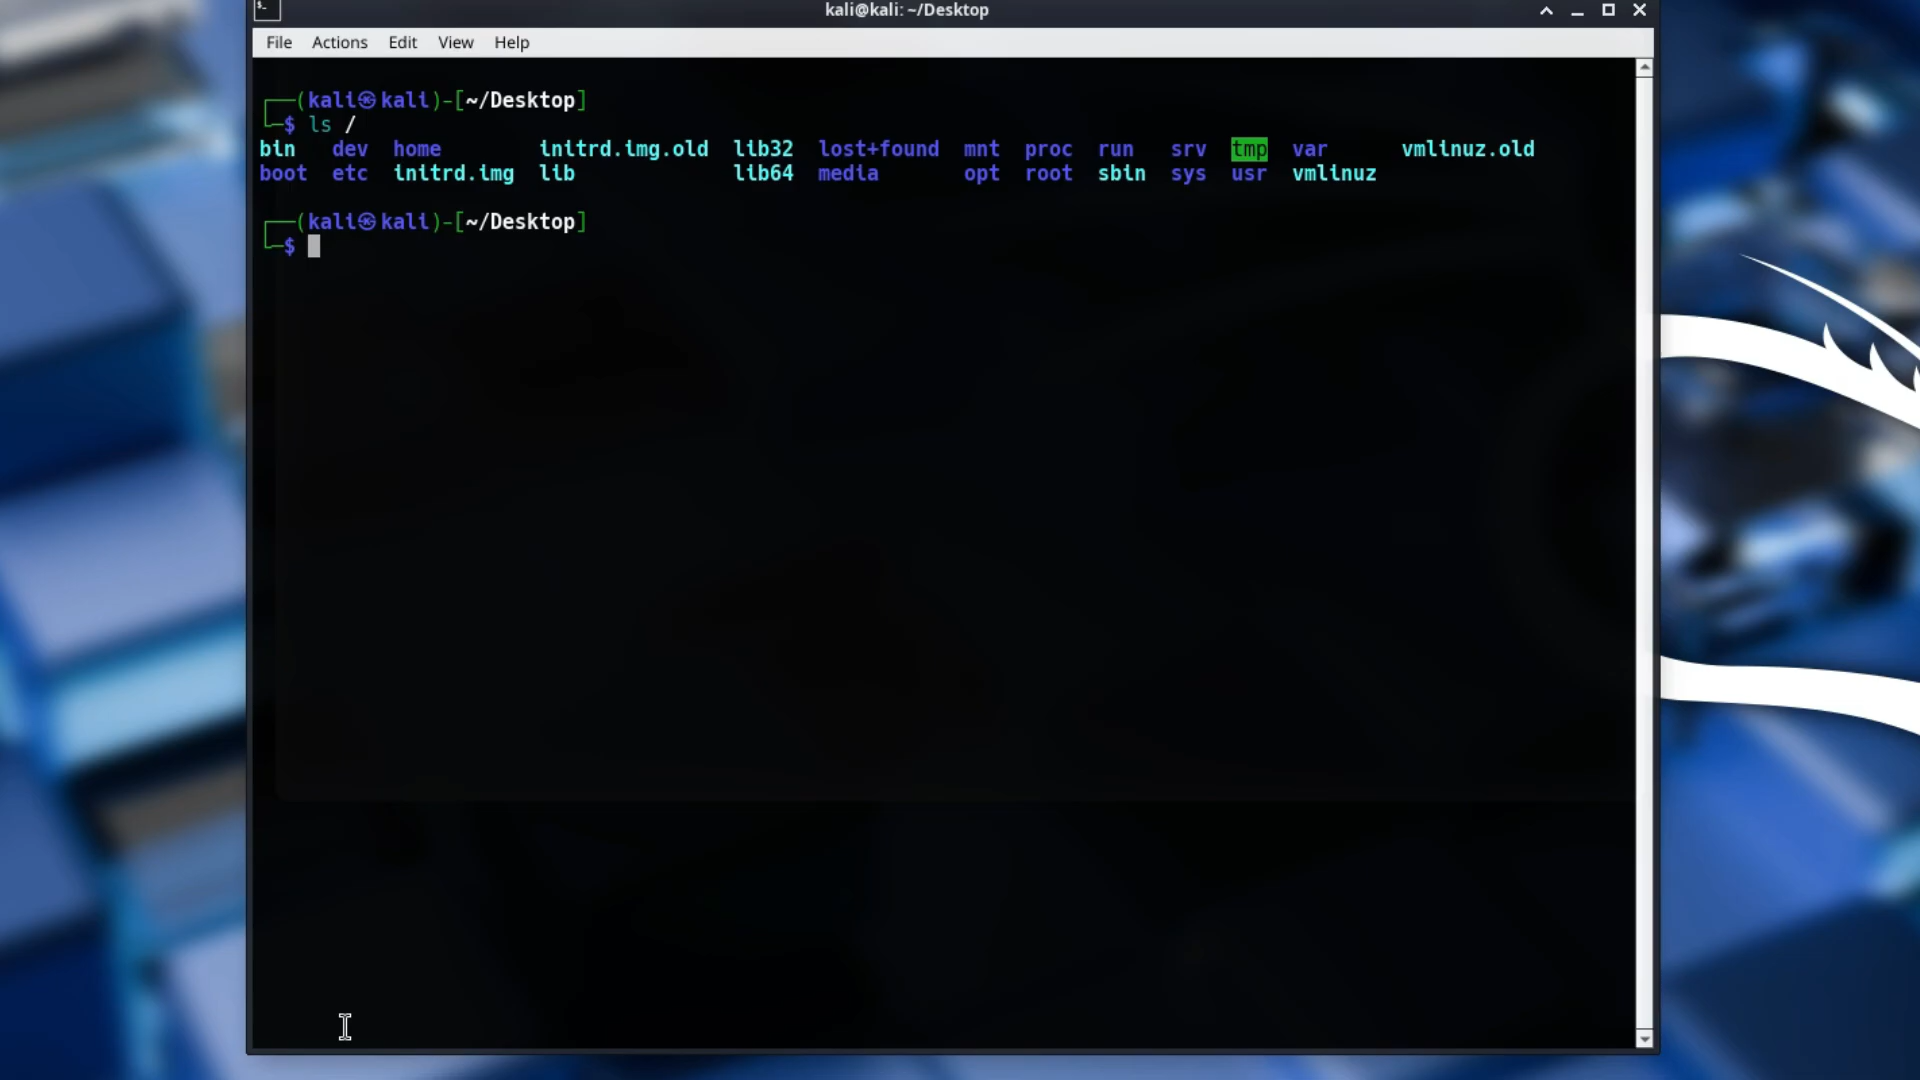 kali@kali: ~/Desktop
File Actions Edit View Help
(kali㉿kali)-[~/Desktop]
$ ls /
bin dev home initrd.img.old lib32 lost+found mnt proc run srv tmp var vmlinuz.old
boot etc initrd.img lib lib64 media opt root sbin sys usr vmlinuz
(kali㉿kali)-[~/Desktop]
$